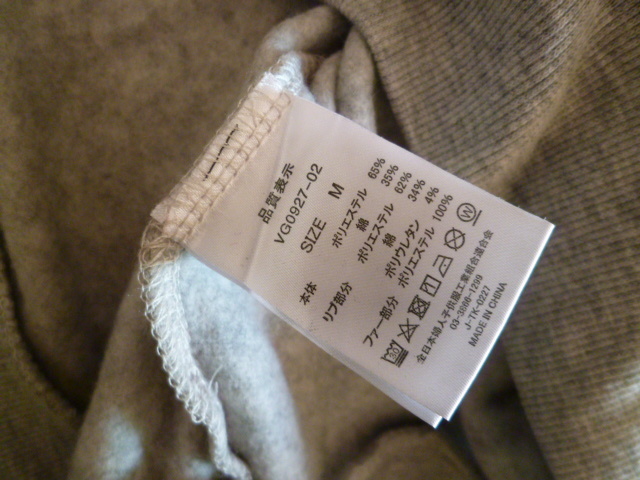 品質表示
VG0927-02
SIZE M
本体 ポリエステル 65%
綿 35%
リブ部分 ポリエステル 62%
綿 34%
ポリウレタン 4%
ファー部分 ポリエステル 100%
全日本婦人子供服工業組合連合会
03-3566-1299
J-TK-0227
MADE IN CHINA